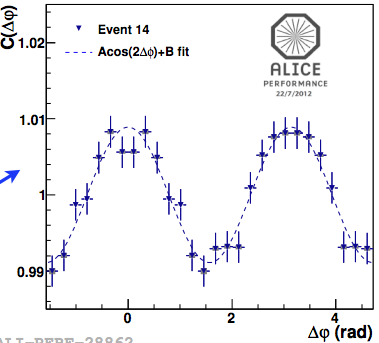 C(Δφ)
Event 14
Acos(2Δφ)+B fit
ALICE
PERFORMANCE
22/7/2012
1.02
1.01
1
0.99
0
2
4
Δφ (rad)